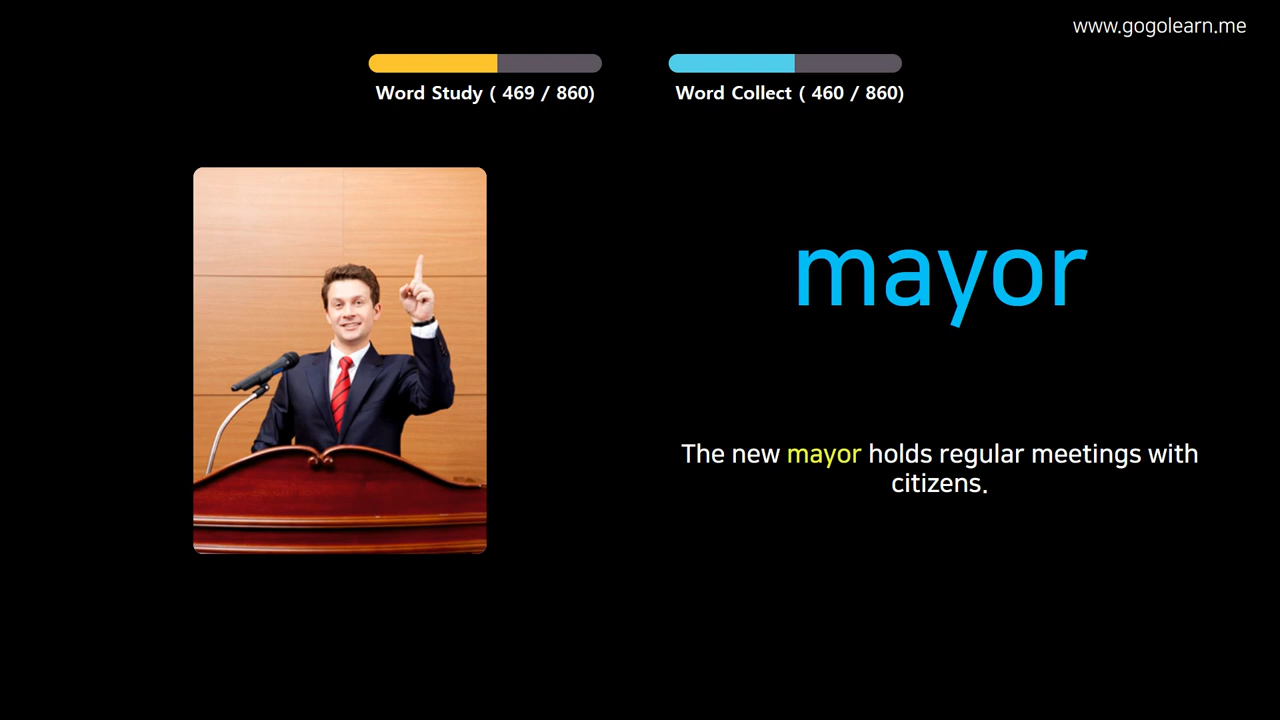 www.gogolearn.me
Word Study ( 469 / 860)
Word Collect ( 460 / 860)
mayor
The new mayor holds regular meetings with
citizens.